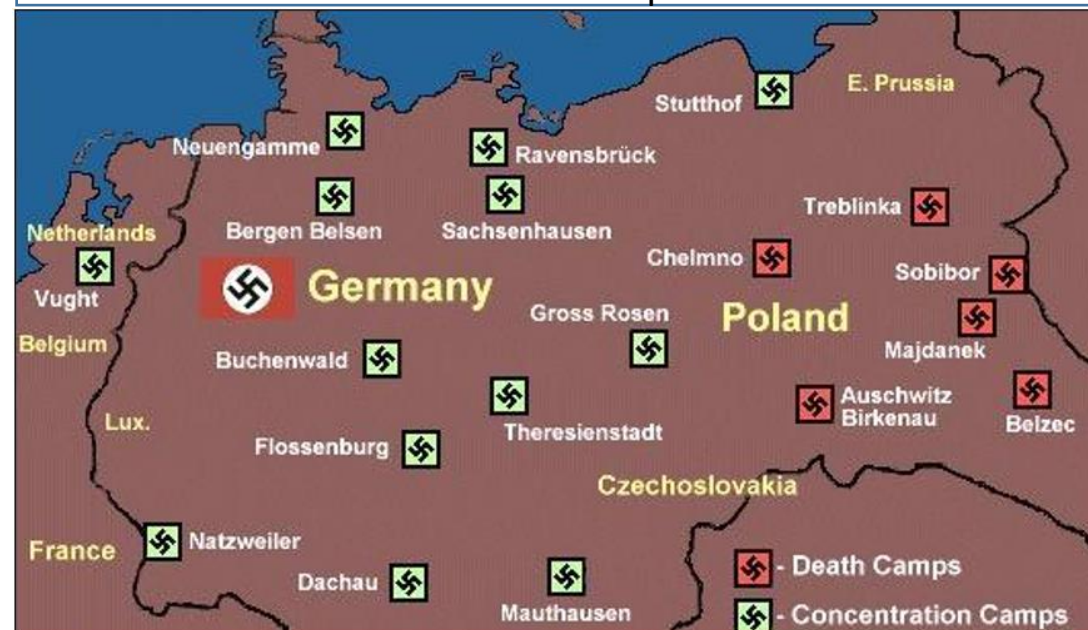 Stutthof
E. Prussia
Neuengamme
Ravensbrück
Treblinka
Netherlands
Bergen Belsen
Sachsenhausen
Chelmno
Sobibor
Vught
Germany
Gross Rosen
Poland
Belgium
Buchenwald
Majdanek
Auschwitz
Birkenau
Lux.
Theresienstadt
Belzec
Flossenburg
Czechoslovakia
France
Natzweiler
- Death Camps
Dachau
Mauthausen
- Concentration Camps